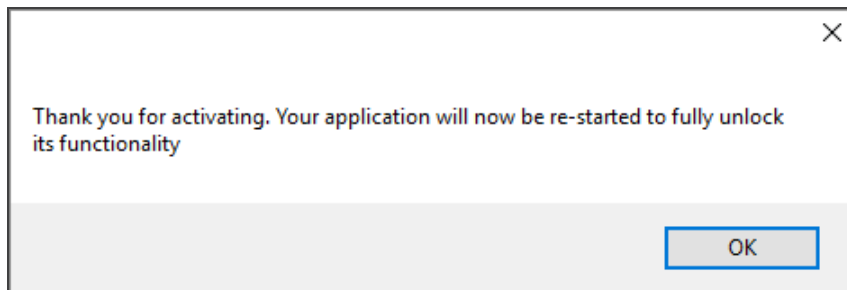 Thank you for activating. Your application will now be re-started to fully unlock
its functionality
OK